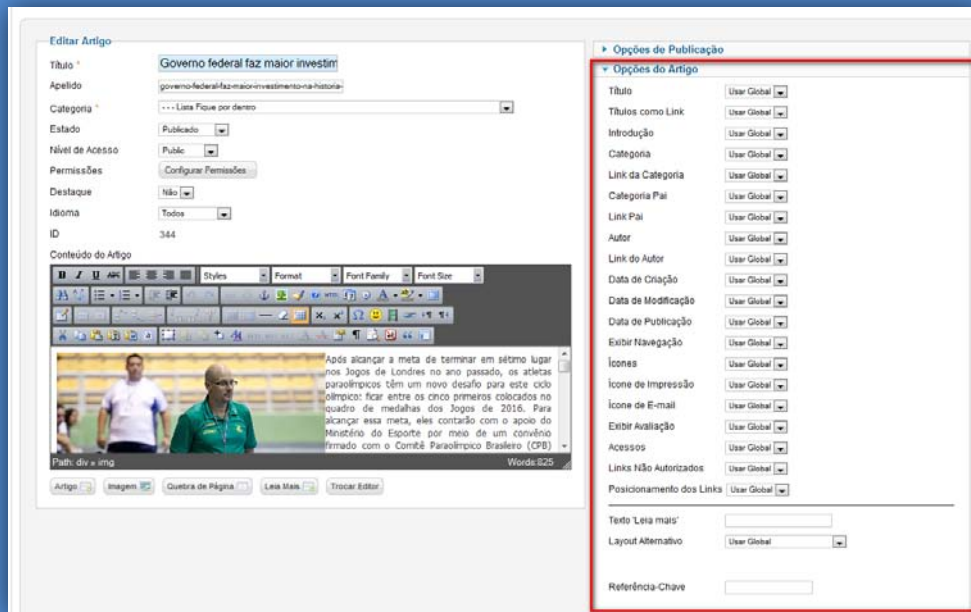 Editar Artigo
Título *
Governo federal faz maior investim
Apelido
governo-federal-faz-maior-investimento-na-historia-
Categoria *
- - - Lista Fique por dentro
Estado
Publicado
Nível de Acesso
Public
Permissões
Configurar Permissões
Destaque
Não
Idioma
Todos
ID
344
Conteúdo do Artigo
B I U ABC Styles Format Font Family Font Size
Após alcançar a meta de terminar em sétimo lugar
nos Jogos de Londres no ano passado, os atletas
paraolímpicos têm um novo desafio para este ciclo
olímpico: ficar entre os cinco primeiros colocados no
quadro de medalhas dos Jogos de 2016. Para
alcançar essa meta, eles contarão com o apoio do
Ministério do Esporte por meio de um convênio
firmado com o Comitê Paraolímpico Brasileiro (CPB)
Path: div » img
Words:825
Artigo
Imagem
Quebra de Página
Leia Mais
Trocar Editor
Opções de Publicação
Opções do Artigo
Título Usar Global
Títulos como Link Usar Global
Introdução Usar Global
Categoria Usar Global
Link da Categoria Usar Global
Categoria Pai Usar Global
Link Pai Usar Global
Autor Usar Global
Link do Autor Usar Global
Data de Criação Usar Global
Data de Modificação Usar Global
Data de Publicação Usar Global
Exibir Navegação Usar Global
Ícones Usar Global
Ícone de Impressão Usar Global
Ícone de E-mail Usar Global
Exibir Avaliação Usar Global
Acessos Usar Global
Links Não Autorizados Usar Global
Posicionamento dos Links Usar Global
Texto 'Leia mais'
Layout Alternativo Usar Global
Referência-Chave